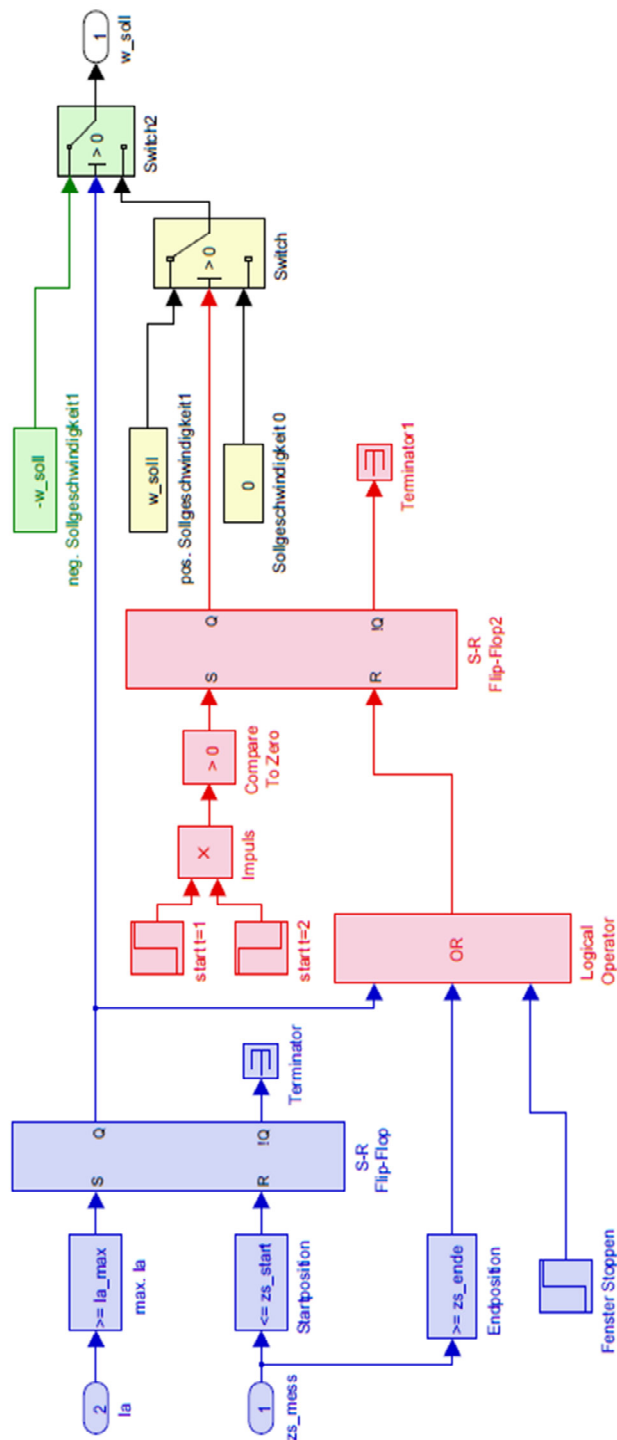 2
Ia
>= Ia_max
max. Ia
S
Q
R
!Q
S-R
Flip-Flop
Terminator
1
zs_mess
<= zs_start
Startposition
>= zs_ende
Endposition
Fenster Stoppen
OR
Logical
Operator
start t=1
start t=2
×
Impuls
> 0
Compare
To Zero
S
Q
R
!Q
S-R
Flip-Flop2
Terminator1
-w_soll
neg. Sollgeschwindigkeit1
w_soll
pos. Sollgeschwindigkeit1
0
Sollgeschwindigkeit 0
> 0
Switch
> 0
Switch2
1
w_soll